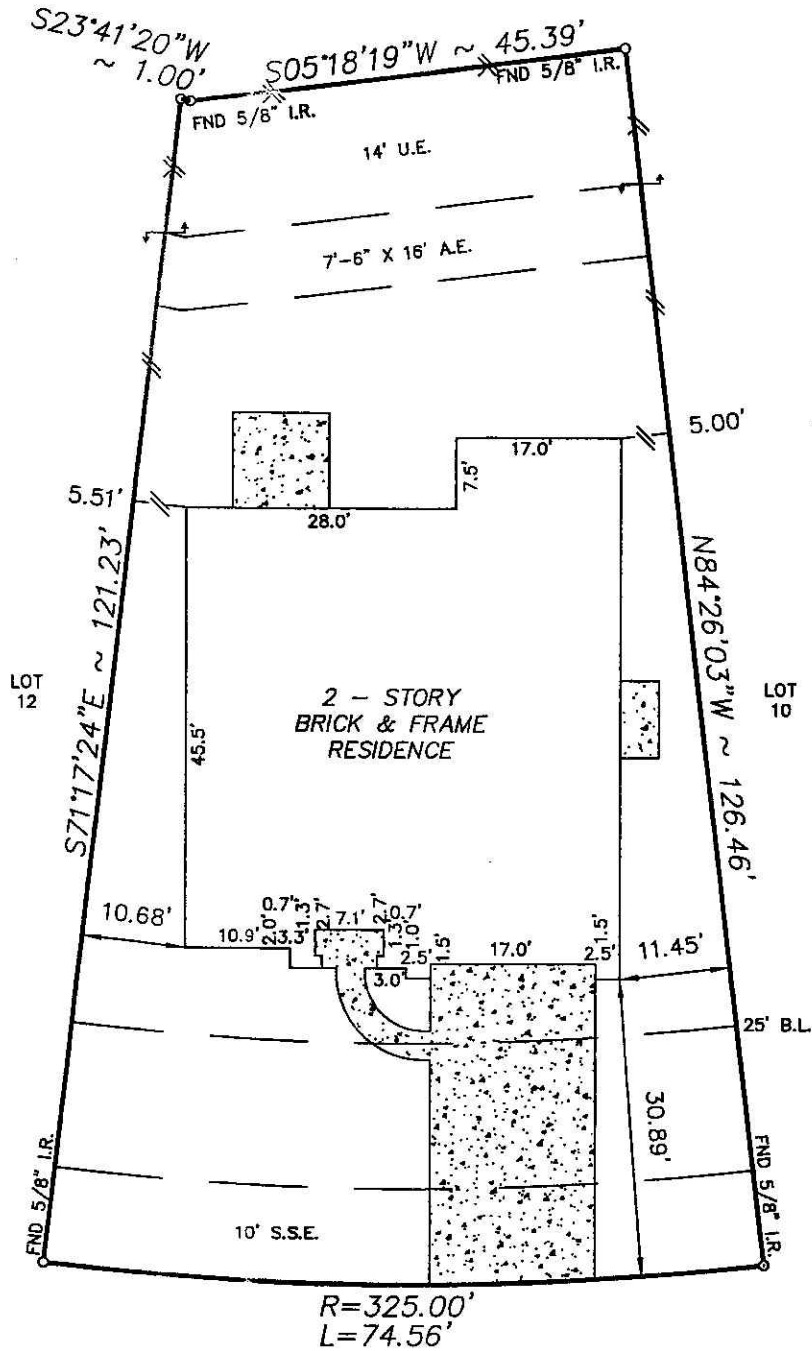 S23°41'20"W
~ 1.00'
S05°18'19"W ~ 45.39'
FND 5/8" I.R.
FND 5/8" I.R.
14' U.E.
7'-6" X 16' A.E.
5.00'
17.0'
7.5'
5.51'
28.0'
S71°17'24"E ~ 121.23'
N84°26'03"W ~ 126.46'
LOT
12
2 - STORY
BRICK & FRAME
RESIDENCE
LOT
10
45.5'
10.68'
10.9'
2.0'
0.7'
3.3'
1.3'
2.7'
7.1'
2.7'
0.7'
1.3'
1.0'
3.0'
2.5'
1.5'
17.0'
2.5'
1.5'
11.45'
25' B.L.
30.89'
FND 5/8" I.R.
FND 5/8" I.R.
10' S.S.E.
R=325.00'
L=74.56'